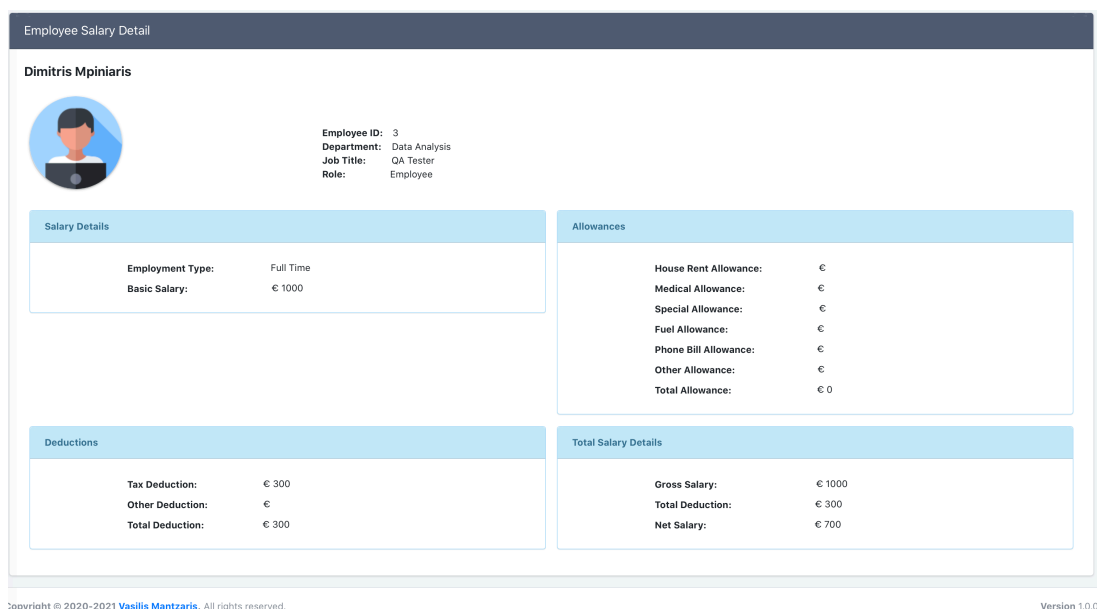 Employee Salary Detail
Dimitris Mpiniaris
Employee ID: 3
Department: Data Analysis
Job Title: QA Tester
Role: Employee
Salary Details
Employment Type: Full Time
Basic Salary: € 1000
Allowances
House Rent Allowance: €
Medical Allowance: €
Special Allowance: €
Fuel Allowance: €
Phone Bill Allowance: €
Other Allowance: €
Total Allowance: € 0
Deductions
Tax Deduction: € 300
Other Deduction: €
Total Deduction: € 300
Total Salary Details
Gross Salary: € 1000
Total Deduction: € 300
Net Salary: € 700
Copyright © 2020-2021 Vasilis Mantzaris. All rights reserved.
Version 1.0.0